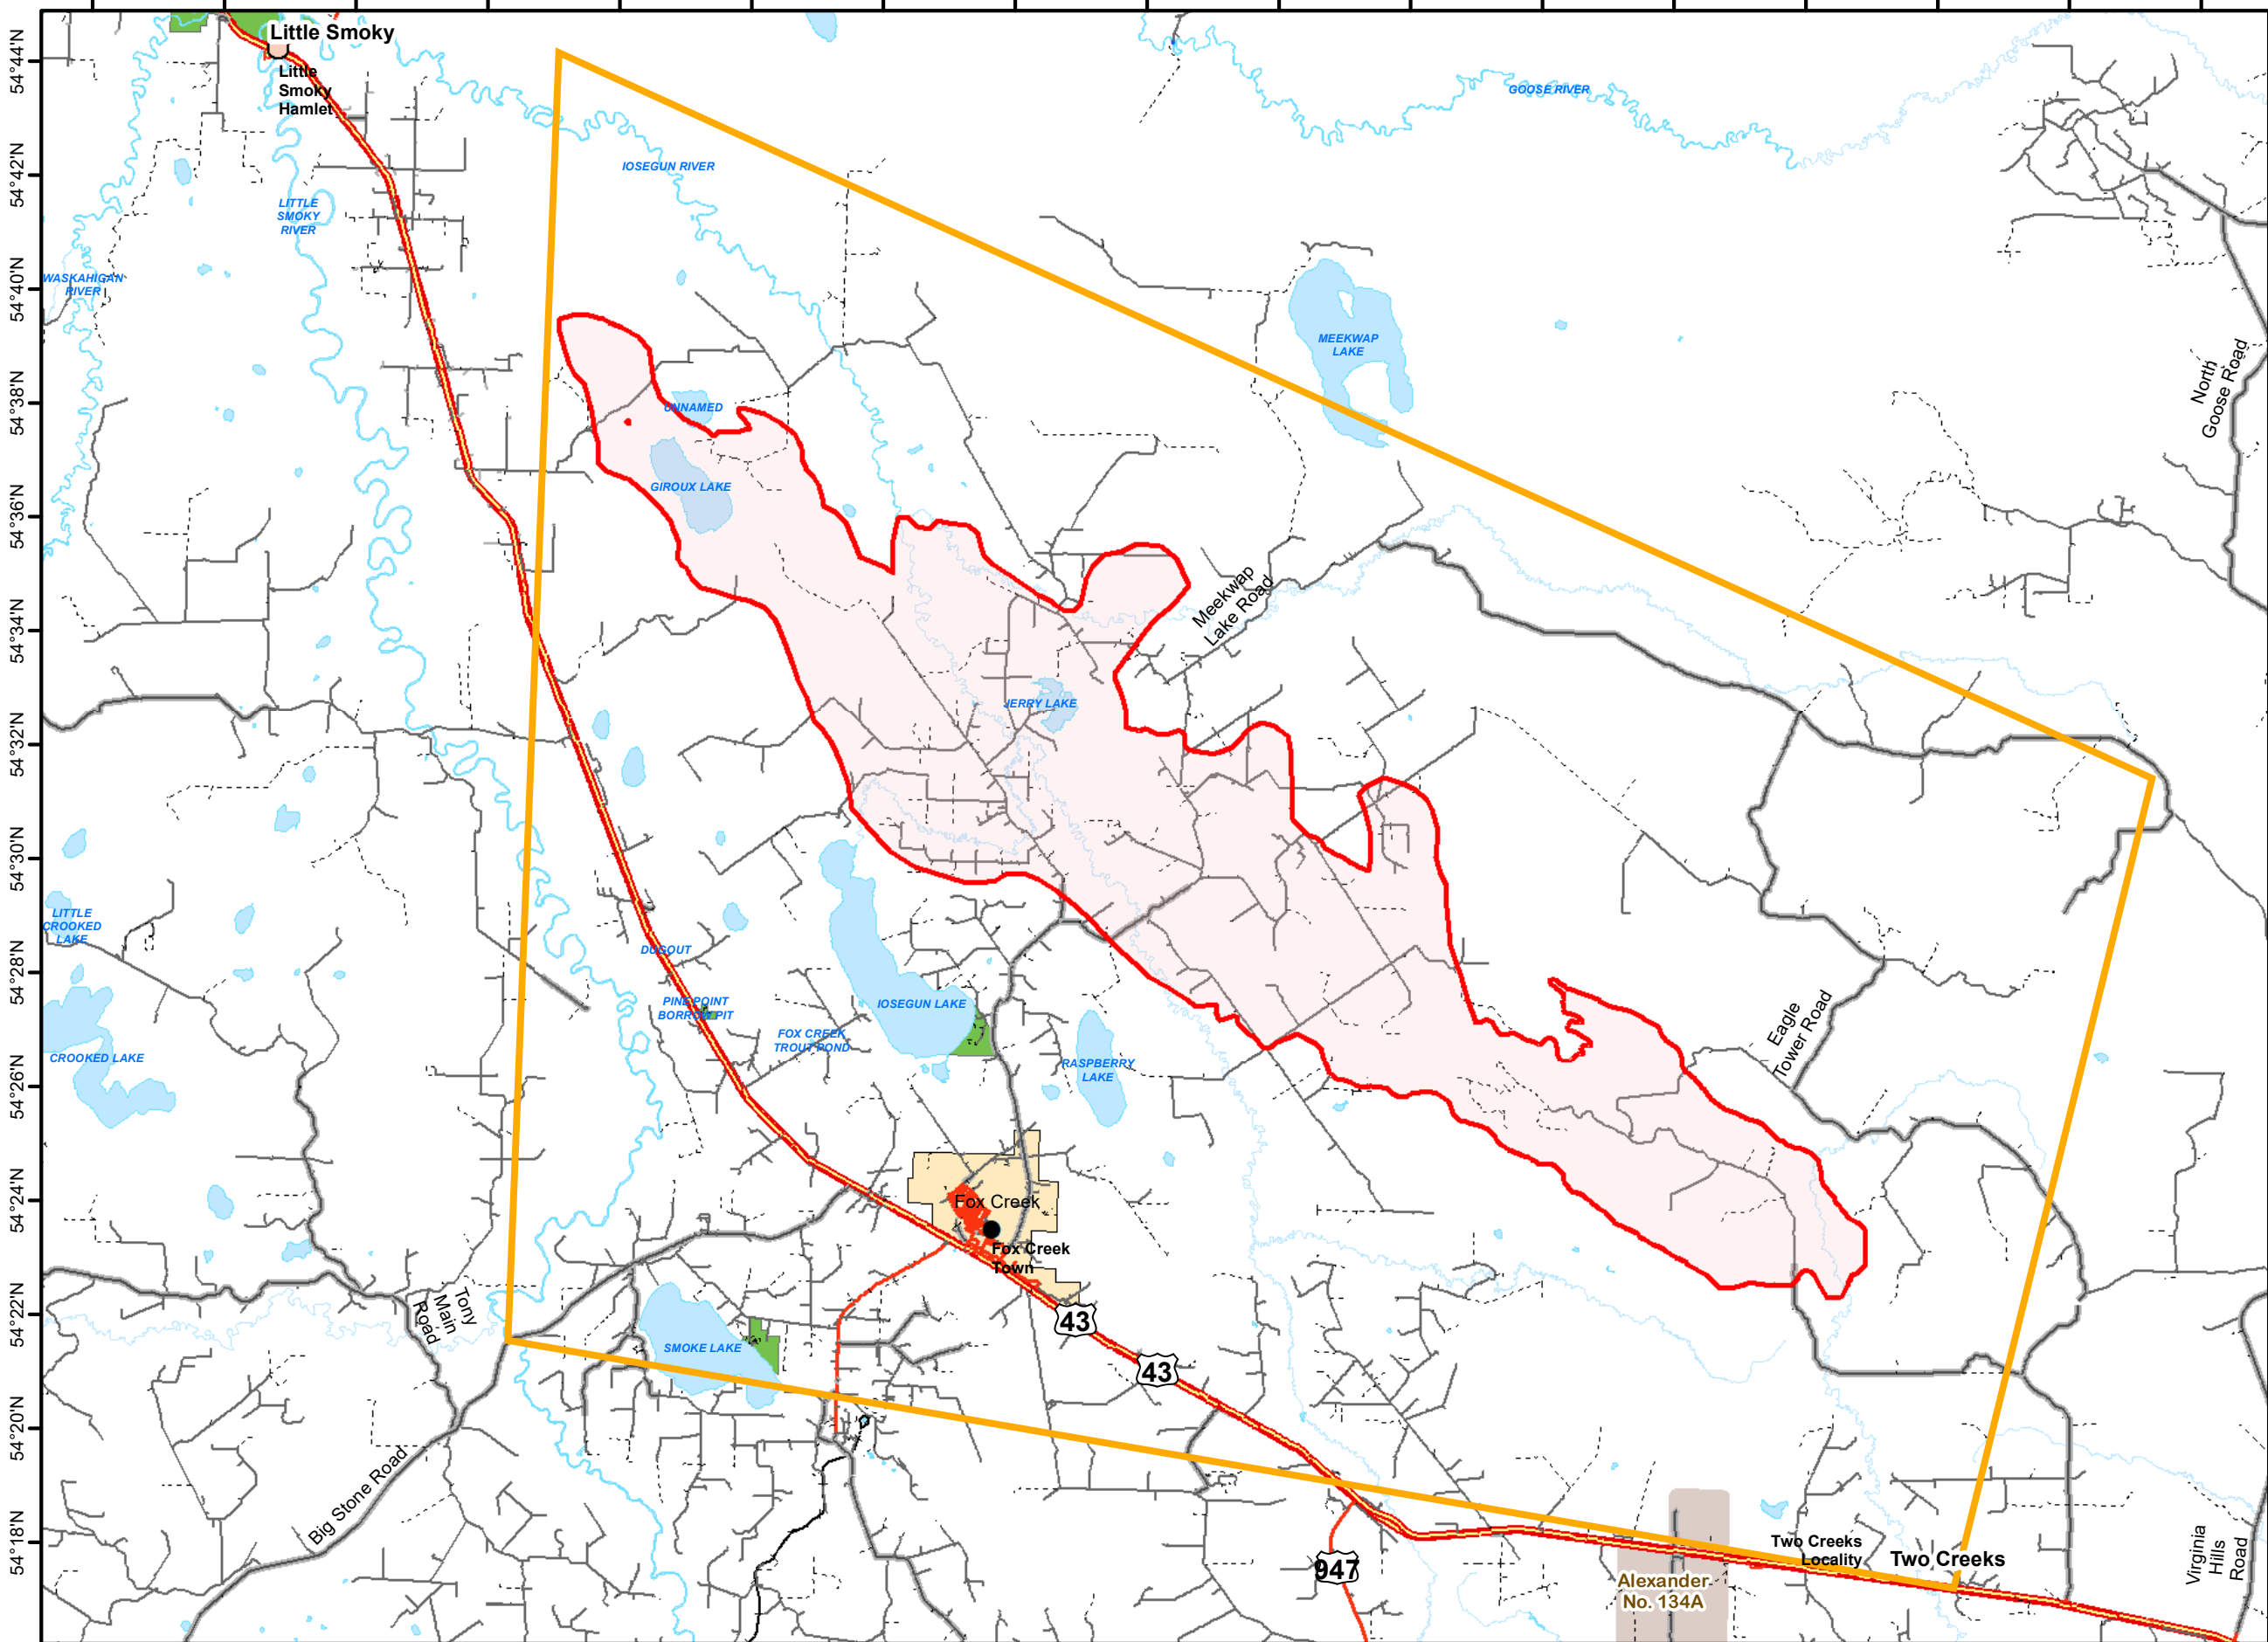 Little Smoky
54°44'N
Little
Smoky
Hamlet
GOOSE RIVER
54°42'N
IOSEGUN RIVER
LITTLE
SMOKY
RIVER
54°40'N
WASKAHIGAN
RIVER
MEEKWAP
LAKE
North
Goose Road
54°38'N
UNNAMED
54°36'N
GIROUX LAKE
54°34'N
Meekwap
Lake Road
54°32'N
JERRY LAKE
54°30'N
LITTLE
CROOKED
LAKE
54°28'N
DUGOUT
PINE POINT
BORROW PIT
IOSEGUN LAKE
FOX CREEK
TROUT POND
Eagle
Tower Road
54°26'N
CROOKED LAKE
RASPBERRY
LAKE
54°24'N
Fox Creek
Fox Creek
Town
54°22'N
Tony
Main
Road
43
SMOKE LAKE
43
54°20'N
Big Stone Road
54°18'N
947
Two Creeks
Locality
Two Creeks
Alexander
No. 134A
Virginia
Hills
Road